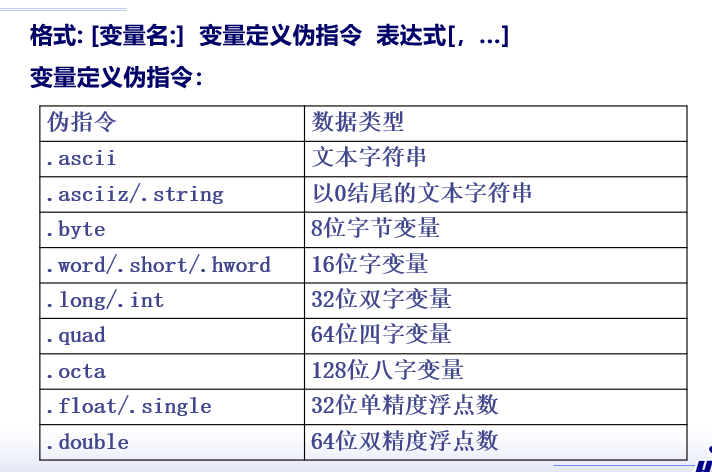 格式: [变量名:] 变量定义伪指令 表达式[, …]
变量定义伪指令:
伪指令 数据类型
.ascii 文本字符串
.asciiz/.string 以0结尾的文本字符串
.byte 8位字节变量
.word/.short/.hword 16位字变量
.long/.int 32位双字变量
.quad 64位四字变量
.octa 128位八字变量
.float/.single 32位单精度浮点数
.double 64位双精度浮点数